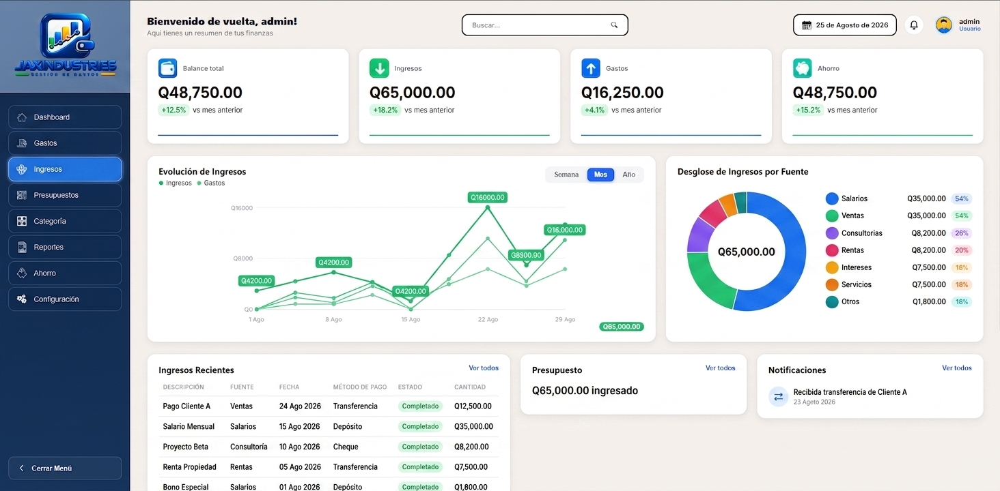 JAXINDUSTRIES
GESTIÓN DE DATOS
Dashboard
Gastos
Ingresos
Presupuestos
Categoría
Reportes
Ahorro
Configuración
Cerrar Menú
Bienvenido de vuelta, admin!
Aqui tienes un resumen de tus finanzas
Buscar...
25 de Agosto de 2026
admin
Usuario
Balance total
Q48,750.00
+12.5% vs mes anterior
Ingresos
Q65,000.00
+18.2% vs mes anterior
Gastos
Q16,250.00
+4.1% vs mes anterior
Ahorro
Q48,750.00
+15.2% vs mes anterior
Evolución de Ingresos
Ingresos Gastos
Semana Mos Año
Q16000
Q8000
Q0
Q4200.00
Q4200.00
O4200.00
Q16000.00
G8900.90
Q16,000.00
1 Ago 8 Ago 15 Ago 22 Ago 29 Ago
Q65,000.00
Desglose de Ingresos por Fuente
Q65,000.00
Salarios Q35,000.00 54%
Ventas Q35,000.00 54%
Consultorias Q8,200.00 26%
Rentas Q8,200.00 20%
Intereses Q7,500.00 16%
Servicios Q7,500.00 16%
Otros Q1,800.00 16%
Ingresos Recientes Ver todos
DESCRIPCIÓN FUENTE FECHA MÉTODO DE PAGO ESTADO CANTIDAD
Pago Cliente A Ventas 24 Ago 2026 Transferencia Completado Q12,500.00
Salario Mensual Salarios 15 Ago 2026 Depósito Completado Q35,000.00
Proyecto Beta Consultoría 10 Ago 2026 Cheque Completado Q8,200.00
Renta Propiedad Rentas 05 Ago 2026 Transferencia Completado Q7,500.00
Bono Especial Salarios 01 Ago 2026 Depósito Completado Q1,800.00
Presupuesto Ver todos
Q65,000.00 ingresado
Notificaciones Ver todos
Recibida transferencia de Cliente A
23 Ageto 2026